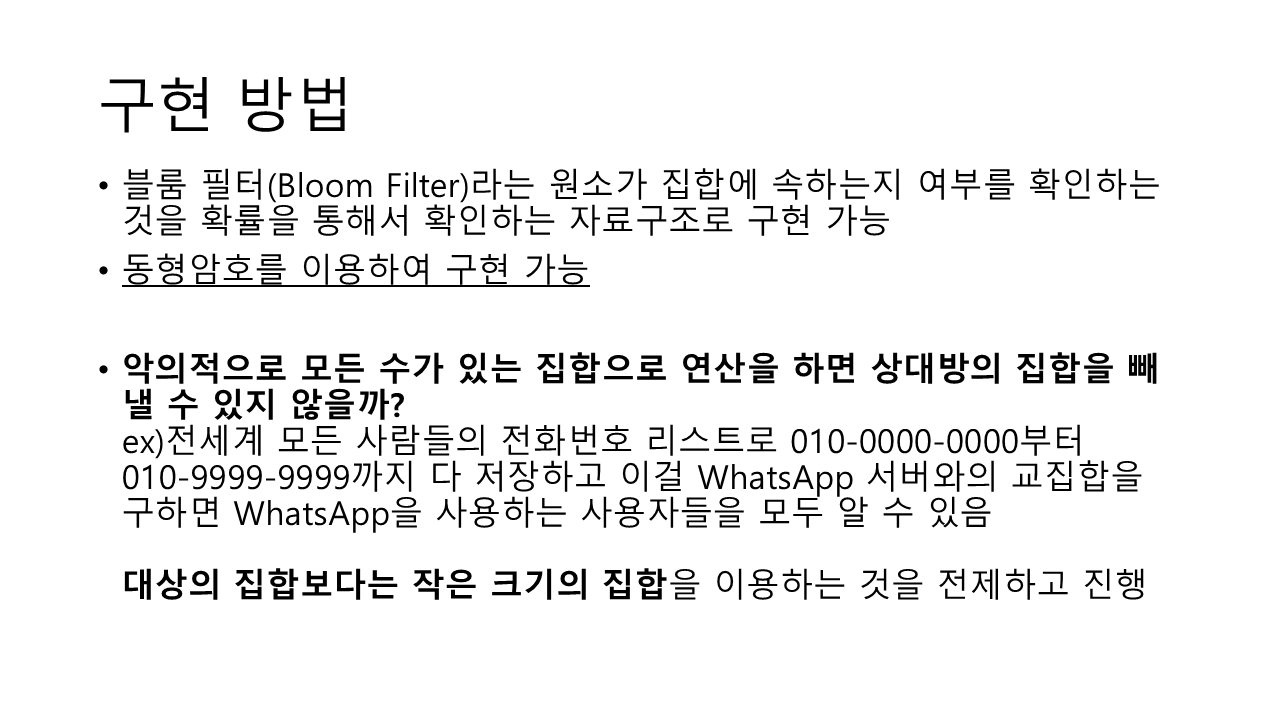 구현 방법
• 블룸 필터(Bloom Filter)라는 원소가 집합에 속하는지 여부를 확인하는
것을 확률을 통해서 확인하는 자료구조로 구현 가능
• 동형암호를 이용하여 구현 가능
• 악의적으로 모든 수가 있는 집합으로 연산을 하면 상대방의 집합을 빼
낼 수 있지 않을까?
ex)전세계 모든 사람들의 전화번호 리스트로 010-0000-0000부터
010-9999-9999까지 다 저장하고 이걸 WhatsApp 서버와의 교집합을
구하면 WhatsApp을 사용하는 사용자들을 모두 알 수 있음
대상의 집합보다는 작은 크기의 집합을 이용하는 것을 전제하고 진행